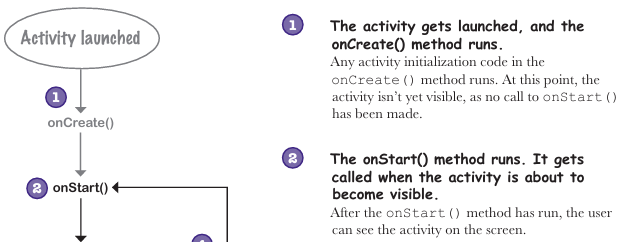 Activity launched
1
onCreate()
2 onStart()
1 The activity gets launched, and the
onCreate() method runs.
Any activity initialization code in the
onCreate() method runs. At this point, the
activity isn't yet visible, as no call to onStart()
has been made.
2 The onStart() method runs. It gets
called when the activity is about to
become visible.
After the onStart() method has run, the user
can see the activity on the screen.